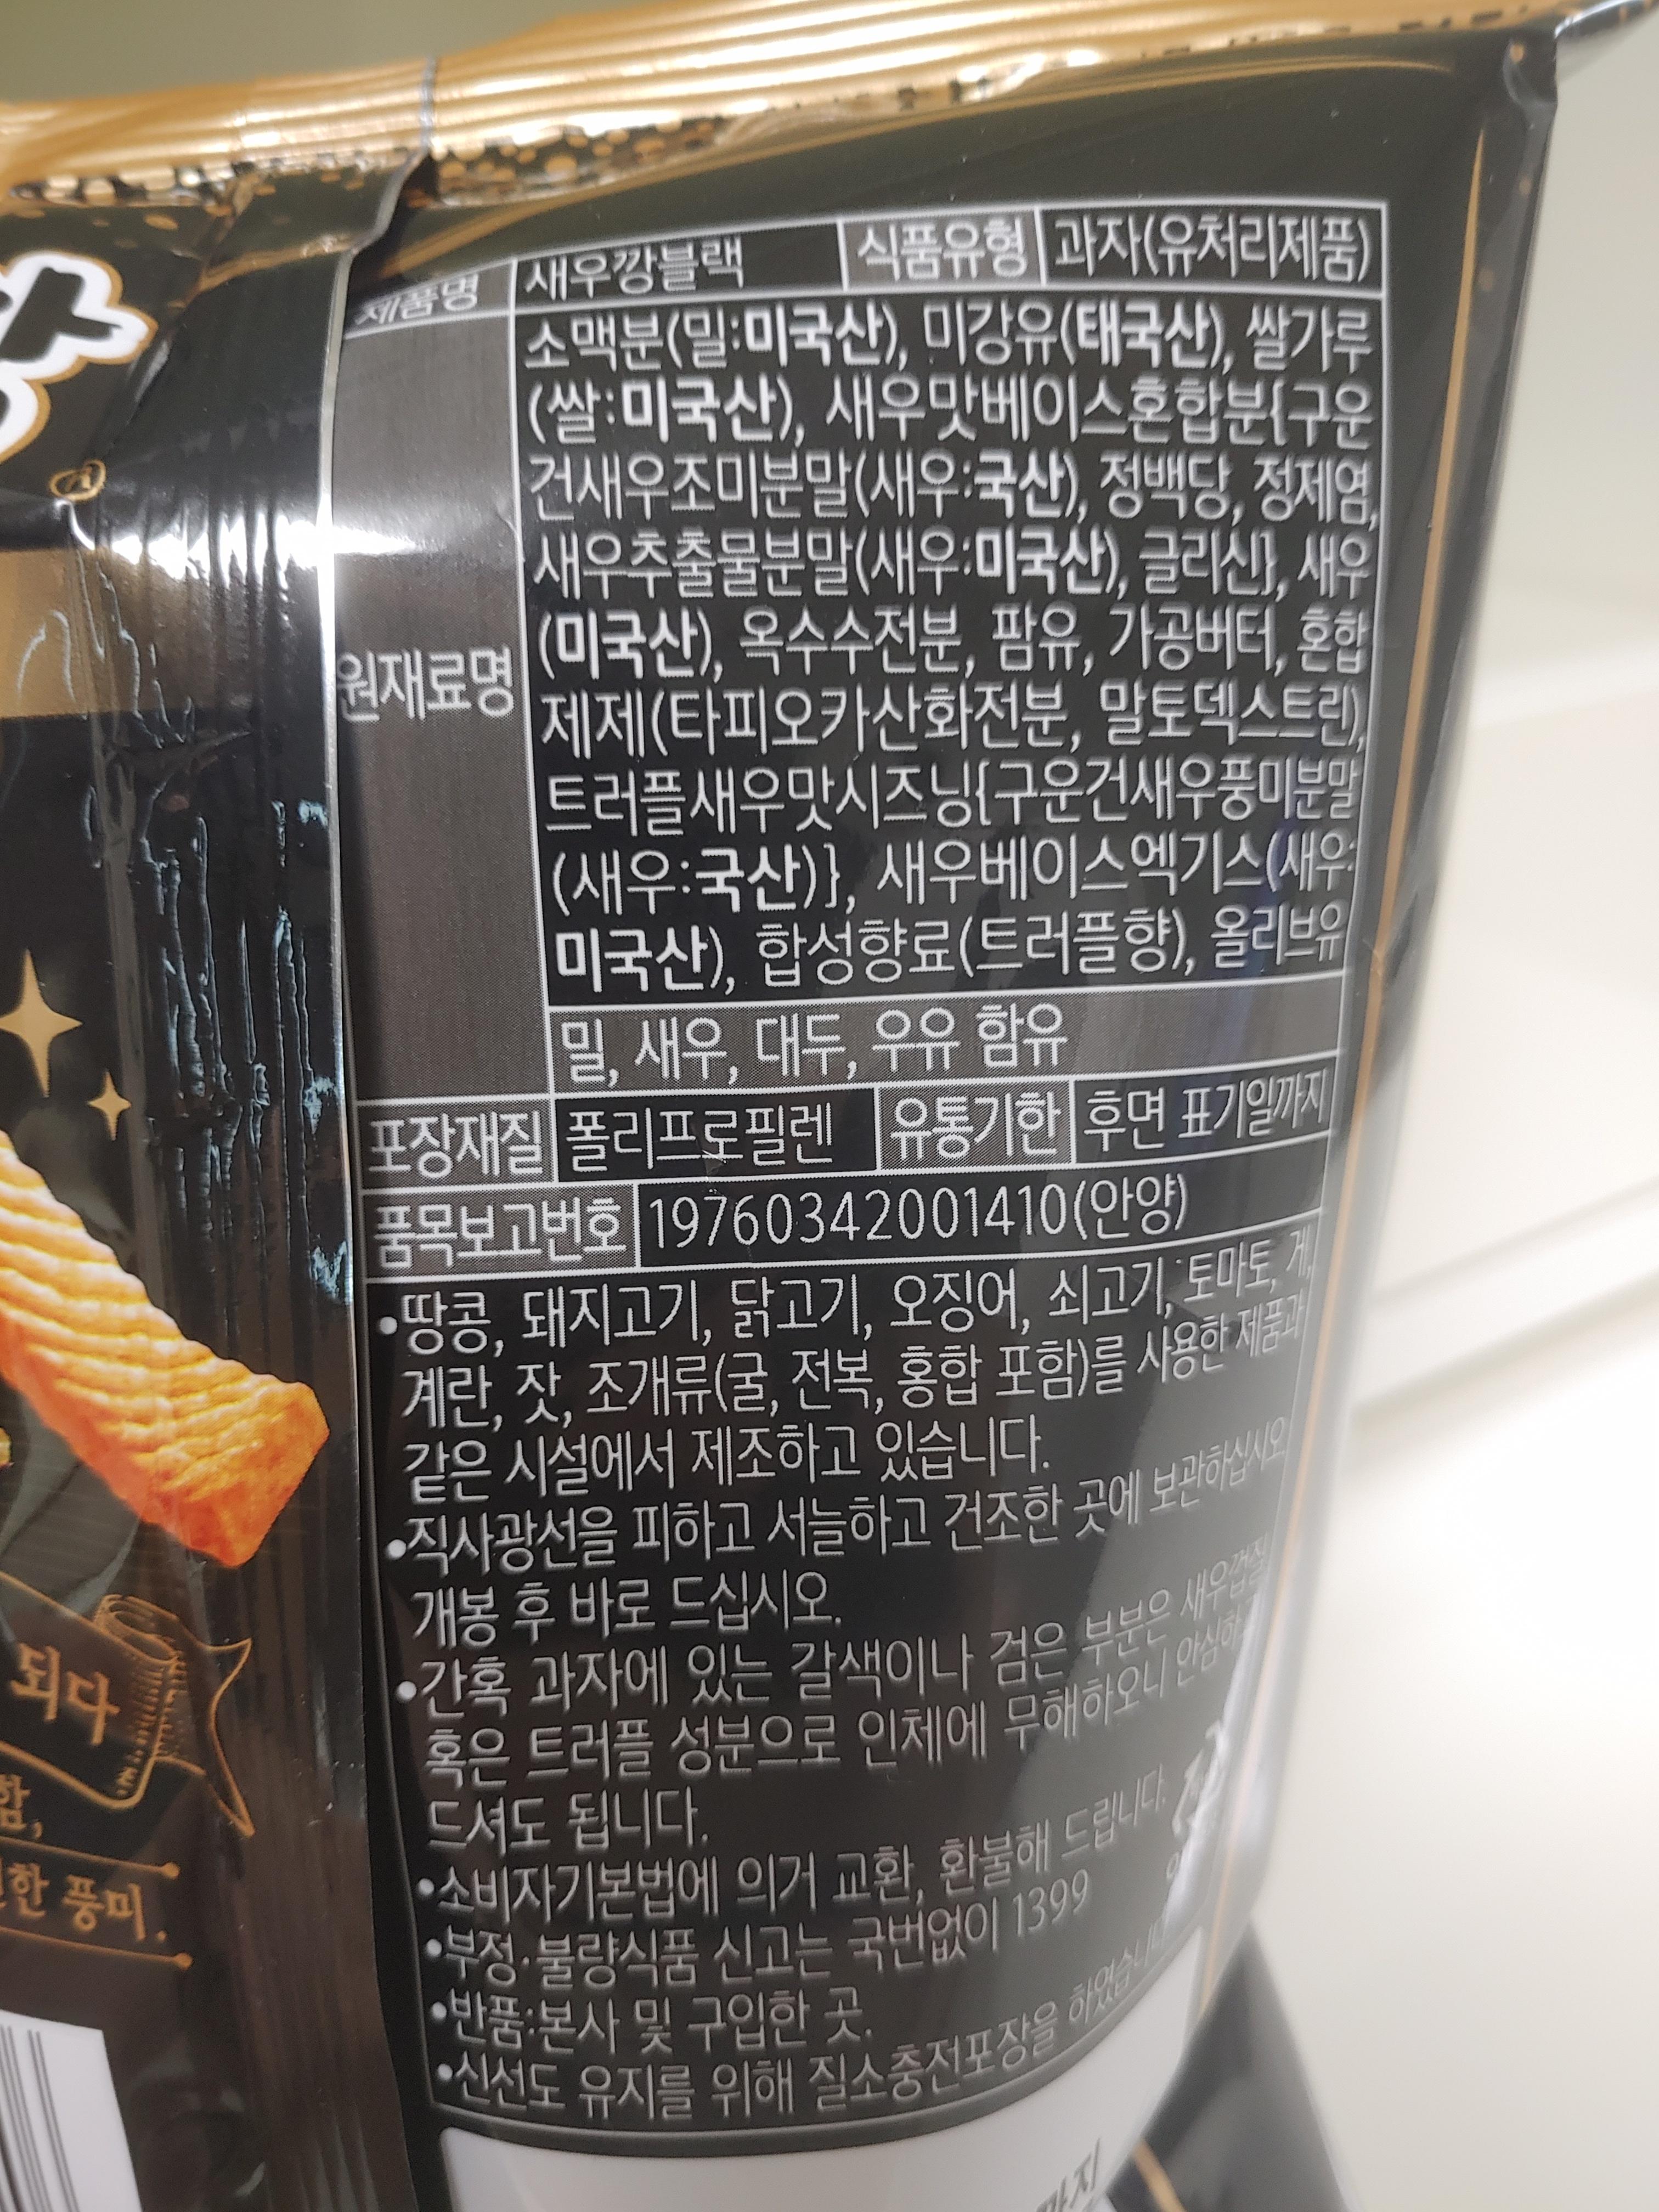 제품명 새우깡블랙 식품유형 과자(유처리제품)
원재료명
소맥분(밀:미국산), 미강유(태국산), 쌀가루
(쌀:미국산), 새우맛베이스혼합분{구운
건새우조미분말(새우:국산), 정백당, 정제염,
새우추출물분말(새우:미국산), 글리신}, 새우
(미국산), 옥수수전분, 팜유, 가공버터, 혼합
제제(타피오카산화전분, 말토덱스트린),
트러플새우맛시즈닝{구운건새우풍미분말
(새우:국산)}, 새우베이스엑기스(새우:
미국산), 합성향료(트러플향), 올리브유
밀, 새우, 대두, 우유 함유
포장재질 폴리프로필렌 유통기한 후면 표기일까지
품목보고번호 19760342001410(안양)
•땅콩, 돼지고기, 닭고기, 오징어, 쇠고기, 토마토, 게,
계란, 잣, 조개류(굴, 전복, 홍합 포함)를 사용한 제품과
같은 시설에서 제조하고 있습니다.
•직사광선을 피하고 서늘하고 건조한 곳에 보관하십시오
개봉 후 바로 드십시오.
•간혹 과자에 있는 갈색이나 검은 부분은 새우껍질
혹은 트러플 성분으로 인체에 무해하오니 안심하
드셔도 됩니다.
•소비자기본법에 의거 교환, 환불해 드립니다.
•부정·불량식품 신고는 국번없이 1399
•반품:본사 및 구입한 곳.
•신선도 유지를 위해 질소충전포장을 하였습니
되다
함,
한 풍미.
까지